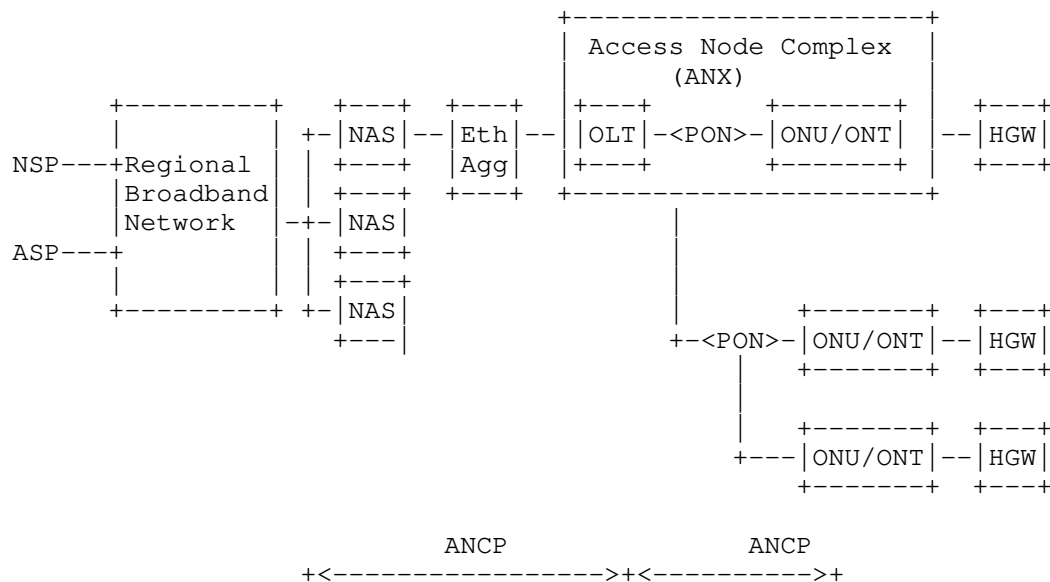 Access Node Complex
(ANX)
NAS Eth OLT -<PON>- ONU/ONT HGW
NSP Regional Agg
Broadband
Network NAS
ASP
NAS
<PON> ONU/ONT HGW
ONU/ONT HGW
ANCP ANCP